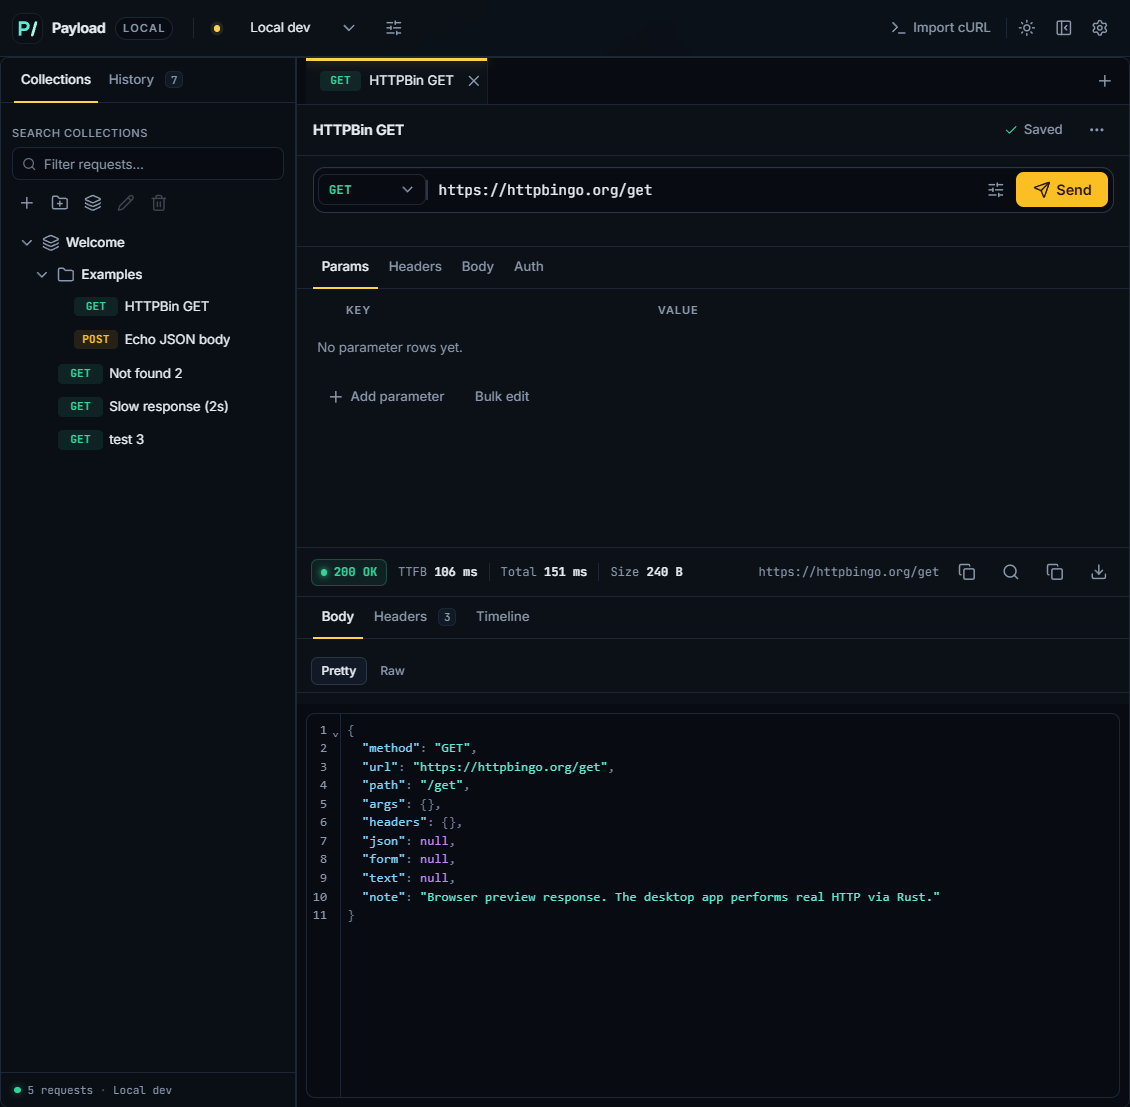 P/ Payload LOCAL Local dev Import cURL
Collections History 7
GET HTTPBin GET
SEARCH COLLECTIONS
Filter requests...
Welcome
Examples
GET HTTPBin GET
POST Echo JSON body
GET Not found 2
GET Slow response (2s)
GET test 3
5 requests · Local dev
HTTPBin GET Saved
GET https://httpbingo.org/get Send
Params Headers Body Auth
KEY VALUE
No parameter rows yet.
Add parameter Bulk edit
200 OK TTFB 106 ms Total 151 ms Size 240 B https://httpbingo.org/get
Body Headers 3 Timeline
Pretty Raw
1 {
2 "method": "GET",
3 "url": "https://httpbingo.org/get",
4 "path": "/get",
5 "args": {},
6 "headers": {},
7 "json": null,
8 "form": null,
9 "text": null,
10 "note": "Browser preview response. The desktop app performs real HTTP via Rust."
11 }